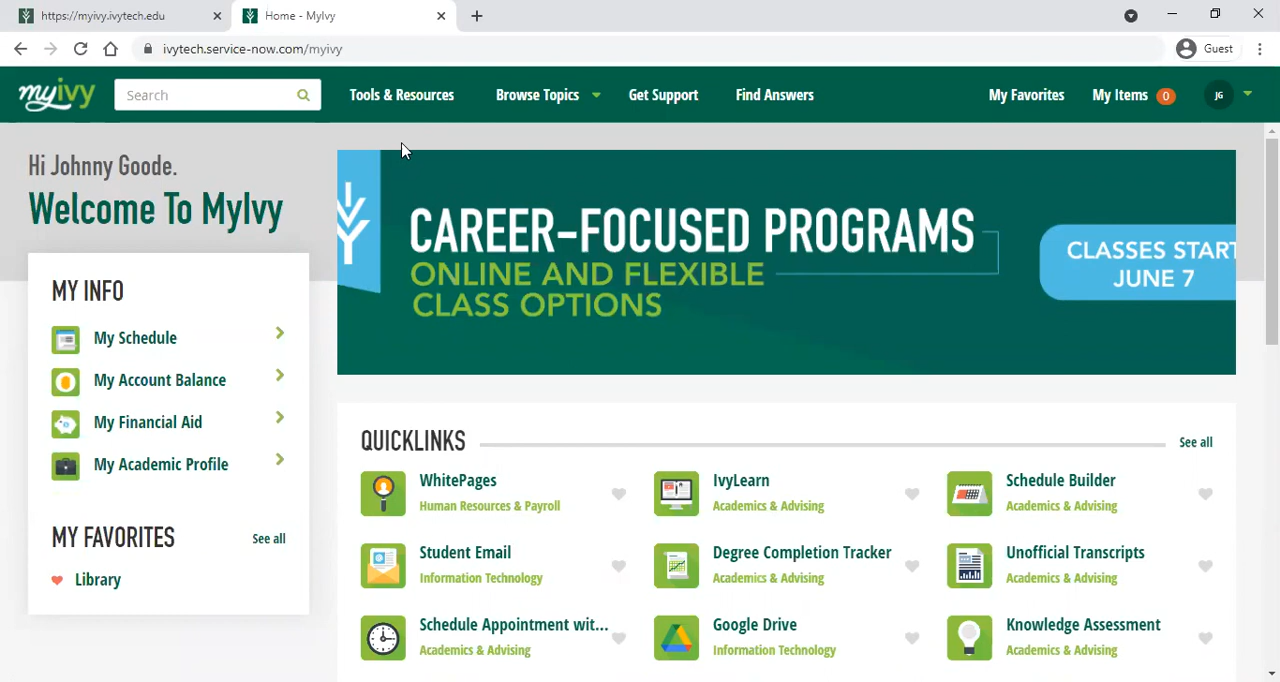 https://myivy.ivytech.edu
Home - MyIvy
ivytech.service-now.com/myivy
Guest
myivy
Search
Tools & Resources
Browse Topics
Get Support
Find Answers
My Favorites
My Items 0
JG
Hi Johnny Goode.
Welcome To MyIvy
MY INFO
My Schedule
My Account Balance
My Financial Aid
My Academic Profile
MY FAVORITES
See all
Library
CAREER-FOCUSED PROGRAMS
ONLINE AND FLEXIBLE
CLASS OPTIONS
CLASSES START
JUNE 7
QUICKLINKS
See all
WhitePages
Human Resources & Payroll
IvyLearn
Academics & Advising
Schedule Builder
Academics & Advising
Student Email
Information Technology
Degree Completion Tracker
Academics & Advising
Unofficial Transcripts
Academics & Advising
Schedule Appointment wit...
Academics & Advising
Google Drive
Information Technology
Knowledge Assessment
Academics & Advising